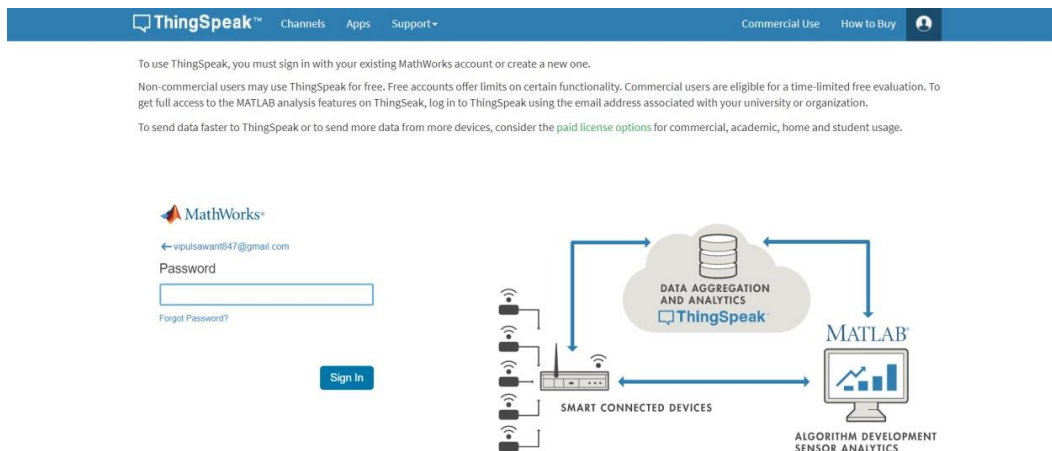 ThingSpeak™ Channels Apps Support Commercial Use How to Buy
To use ThingSpeak, you must sign in with your existing MathWorks account or create a new one.
Non-commercial users may use ThingSpeak for free. Free accounts offer limits on certain functionality. Commercial users are eligible for a time-limited free evaluation. To
get full access to the MATLAB analysis features on ThingSeak, log in to ThingSpeak using the email address associated with your university or organization.
To send data faster to ThingSpeak or to send more data from more devices, consider the paid license options for commercial, academic, home and student usage.
MathWorks®
vipulsawant847@gmail.com
Password
Forgot Password?
Sign In
DATA AGGREGATION
AND ANALYTICS
ThingSpeak™
MATLAB®
SMART CONNECTED DEVICES
ALGORITHM DEVELOPMENT
SENSOR ANALYTICS